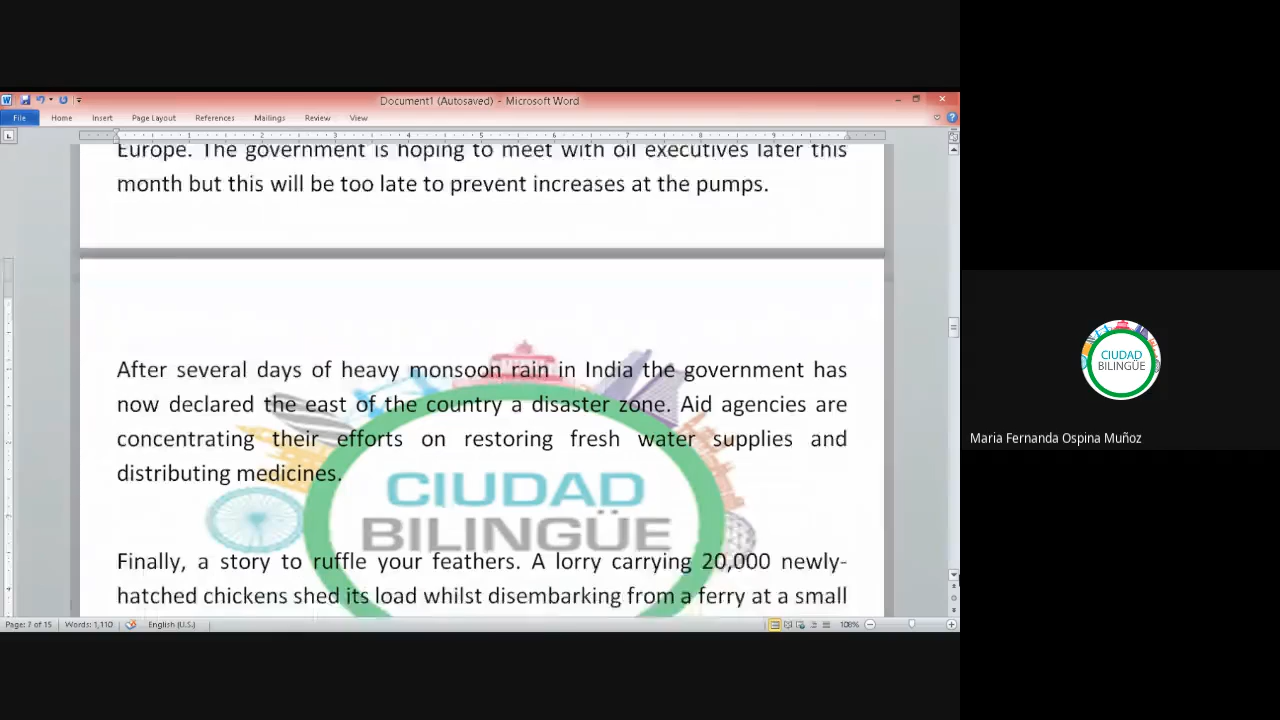 Document1 (Autosaved) - Microsoft Word
File Home Insert Page Layout References Mailings Review View
Europe. The government is hoping to meet with oil executives later this
month but this will be too late to prevent increases at the pumps.
After several days of heavy monsoon rain in India the government has
now declared the east of the country a disaster zone. Aid agencies are
concentrating their efforts on restoring fresh water supplies and
distributing medicines.
CIUDAD
BILINGÜE
Finally, a story to ruffle your feathers. A lorry carrying 20,000 newly-
hatched chickens shed its load whilst disembarking from a ferry at a small
Page: 7 of 15 Words: 1,110 English (U.S.) 108%
CIUDAD
BILINGÜE
Maria Fernanda Ospina Muñoz